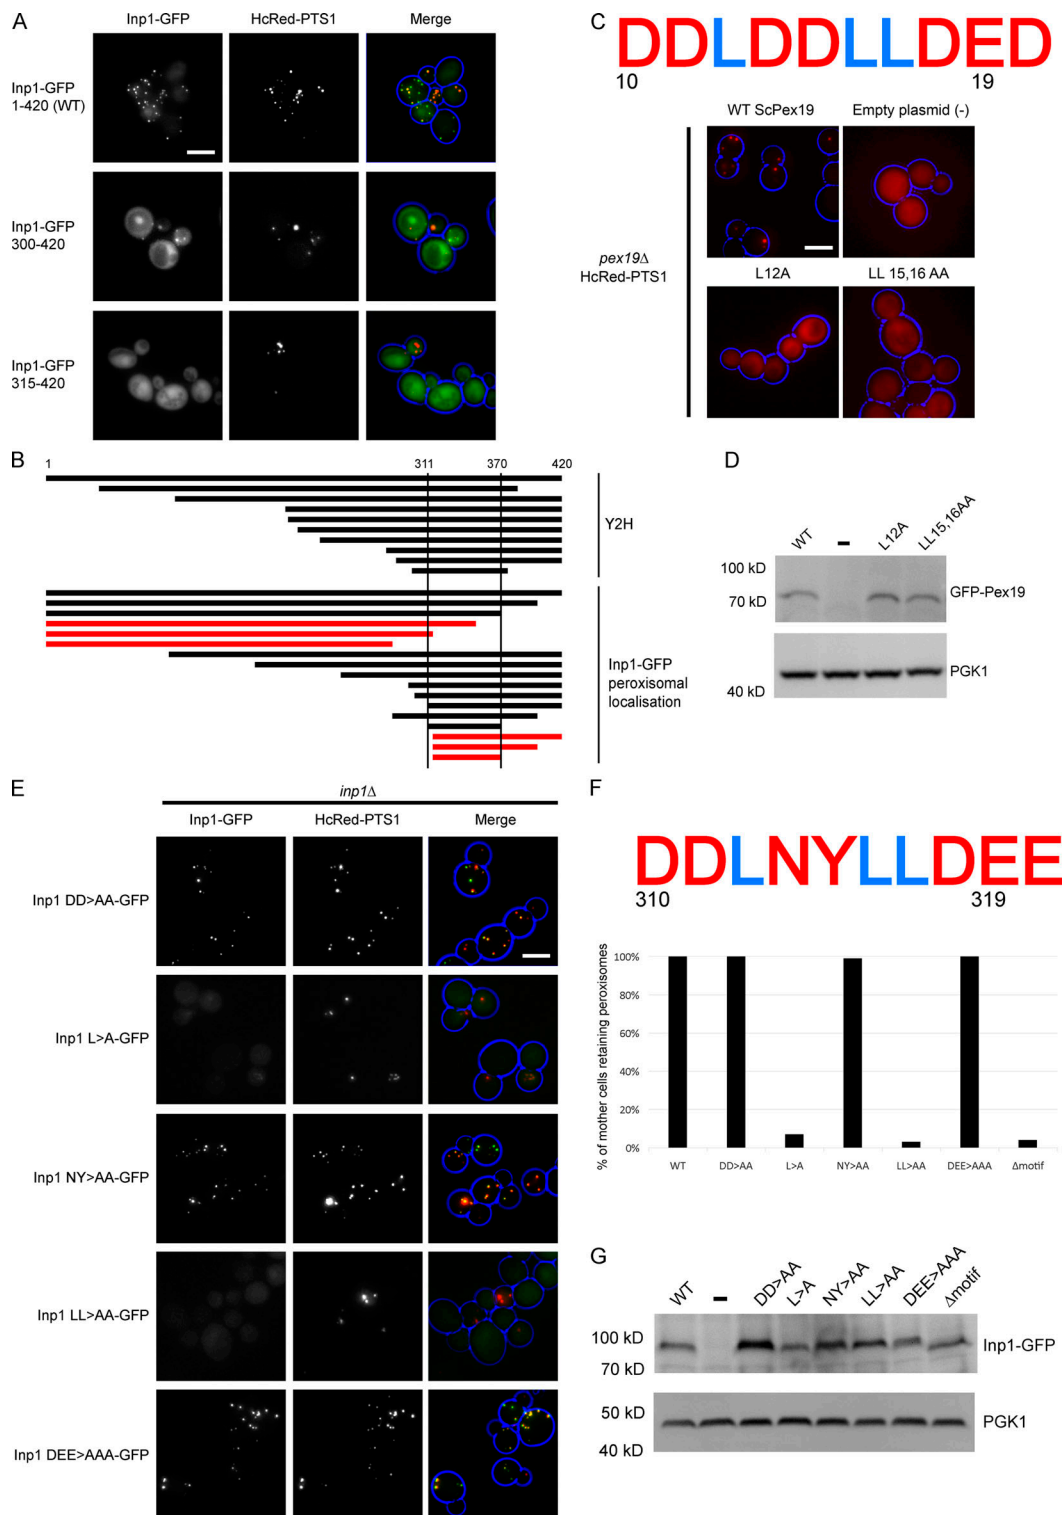 A
Inp1-GFP HcRed-PTS1 Merge
Inp1-GFP
1-420 (WT)
Inp1-GFP
300-420
Inp1-GFP
315-420
B
1 311 370 420
Y2H
Inp1-GFP
peroxisomal
localisation
C
DDLDDLLDED
10 19
WT ScPex19 Empty plasmid (-)
pex19Δ
HcRed-PTS1
L12A LL 15,16 AA
D
WT - L12A LL15,16AA
100 kD
70 kD
GFP-Pex19
PGK1
40 kD
E
inp1Δ
Inp1-GFP HcRed-PTS1 Merge
Inp1 DD>AA-GFP
Inp1 L>A-GFP
Inp1 NY>AA-GFP
Inp1 LL>AA-GFP
Inp1 DEE>AAA-GFP
F
DDLNYLLDEE
310 319
% of mother cells retaining peroxisomes
100%
80%
60%
40%
20%
0%
WT DD>AA L>A NY>AA LL>AA DEE>AAA Δmotif
G
WT - DD>AA L>A NY>AA LL>AA DEE>AAA Δmotif
100 kD
70 kD
Inp1-GFP
50 kD
40 kD
PGK1